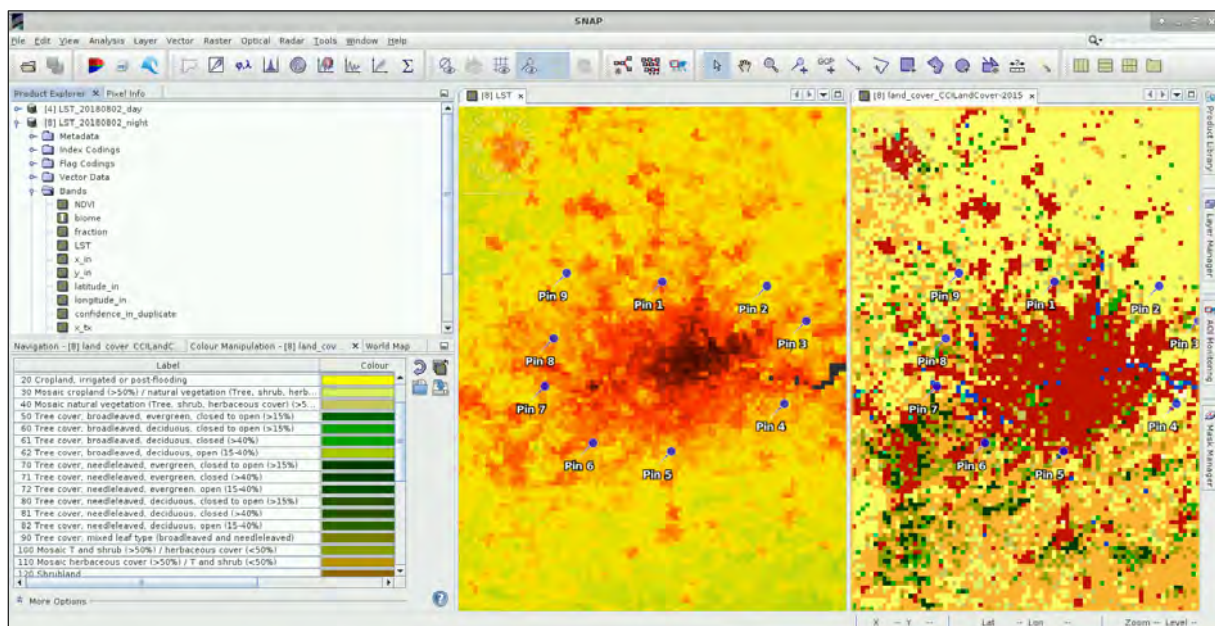 SNAP
File Edit View Analysis Layer Vector Raster Optical Radar Tools Window Help
Product Explorer × Pixel Info
[8] LST ×
[8] land_cover_CCILandCover-2015 ×
[4] LST_20180802_day
[8] LST_20180802_night
Metadata
Index Codings
Flag Codings
Vector Data
Bands
NDVI
biome
fraction
LST
x_in
y_in
latitude_in
longitude_in
confidence_in_duplicate
x_tx
Navigation - [8] land_cover_CCILandC...
Colour Manipulation - [8] land_cov... ×
World Map
Label Colour
20 Cropland, irrigated or post-flooding
30 Mosaic cropland (>50%) / natural vegetation (Tree, shrub, herb...
40 Mosaic natural vegetation (Tree, shrub, herbaceous cover) (>5...
50 Tree cover, broadleaved, evergreen, closed to open (>15%)
60 Tree cover, broadleaved, deciduous, closed to open (>15%)
61 Tree cover, broadleaved, deciduous, closed (>40%)
62 Tree cover, broadleaved, deciduous, open (15-40%)
70 Tree cover, needleleaved, evergreen, closed to open (>15%)
71 Tree cover, needleleaved, evergreen, closed (>40%)
72 Tree cover, needleleaved, evergreen, open (15-40%)
80 Tree cover, needleleaved, deciduous, closed to open (>15%)
81 Tree cover, needleleaved, deciduous, closed (>40%)
82 Tree cover, needleleaved, deciduous, open (15-40%)
90 Tree cover, mixed leaf type (broadleaved and needleleaved)
100 Mosaic T and shrub (>50%) / herbaceous cover (<50%)
110 Mosaic herbaceous cover (>50%) / T and shrub (<50%)
120 Shrubland
More Options
Pin 9
Pin 1
Pin 2
Pin 3
Pin 8
Pin 7
Pin 4
Pin 6
Pin 5
Pin 9
Pin 1
Pin 2
Pin 3
Pin 8
Pin 7
Pin 4
Pin 6
Pin 5
Product Library
Layer Manager
AOI Monitoring
Mask Manager
X -- Y -- Lat -- Lon -- Zoom -- Level --